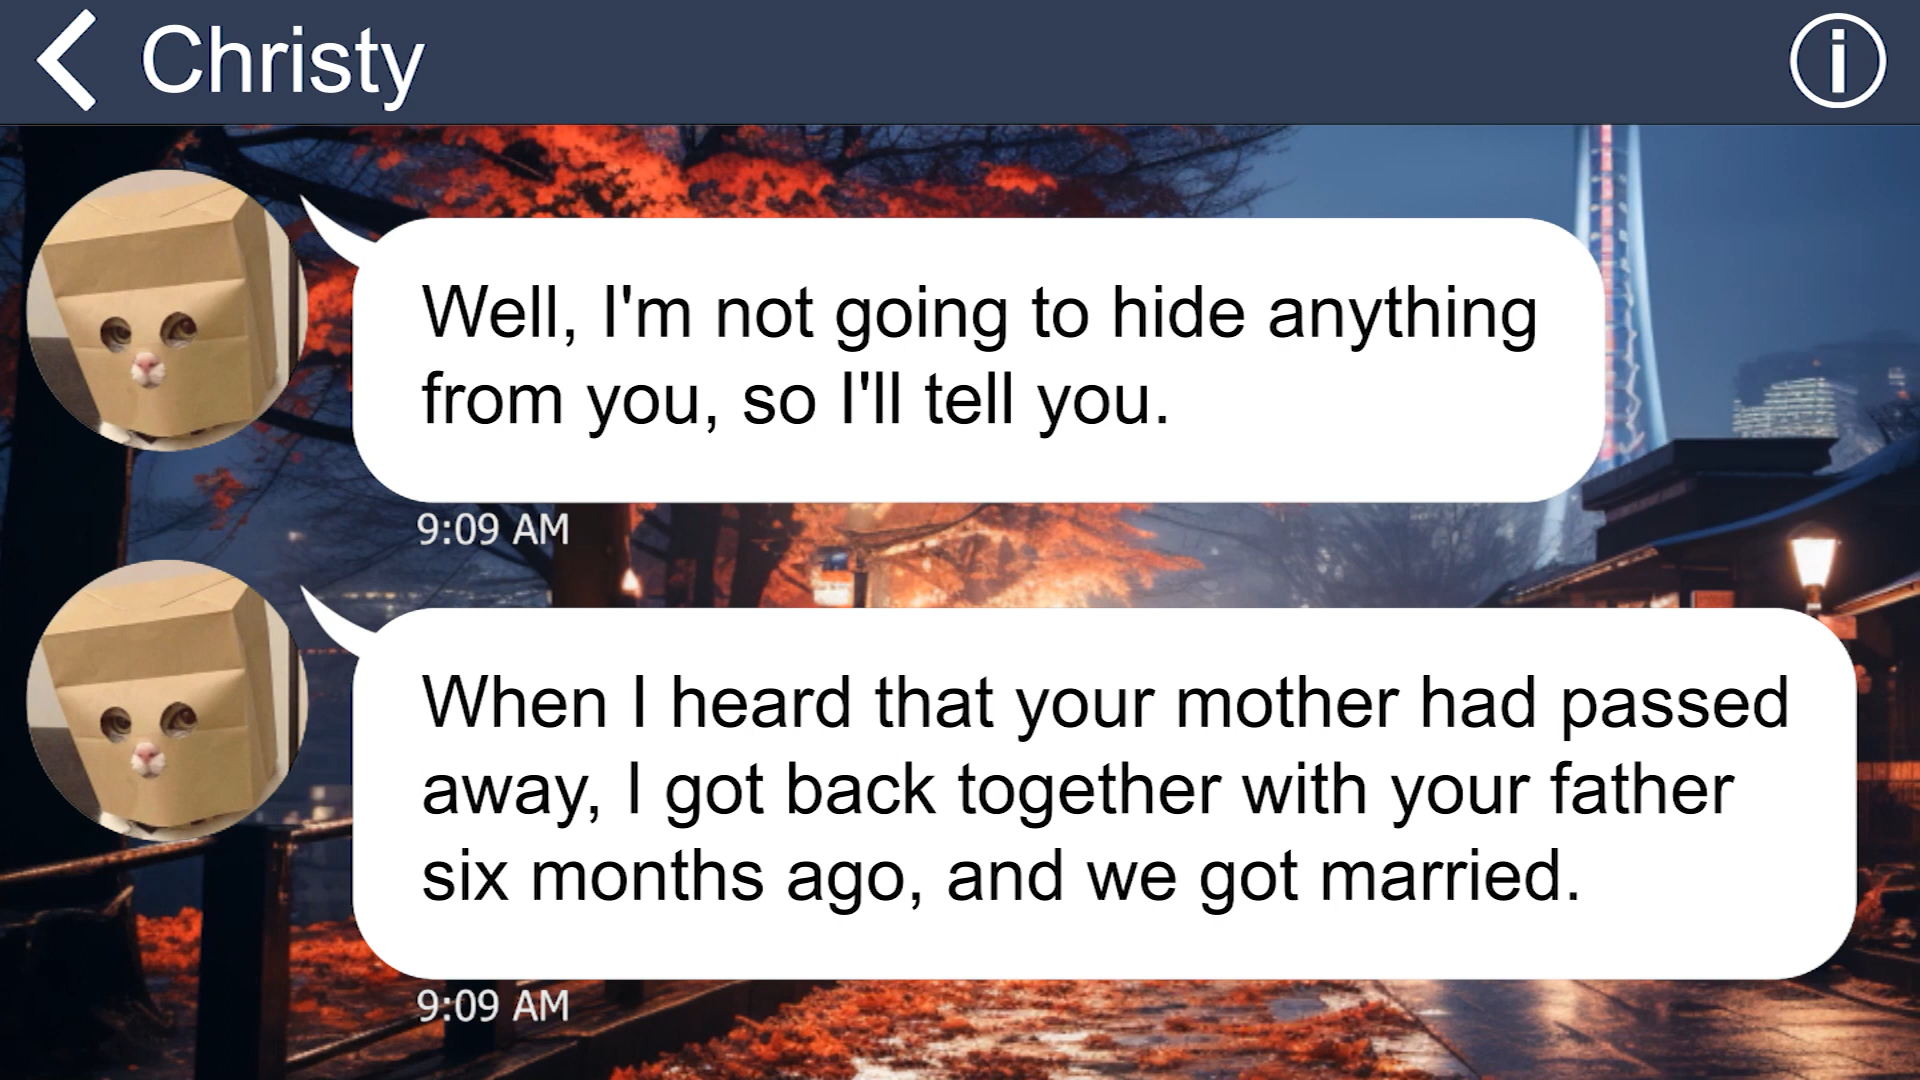 Christy
Well, I'm not going to hide anything
from you, so I'll tell you.
9:09 AM
When I heard that your mother had passed
away, I got back together with your father
six months ago, and we got married.
9:09 AM